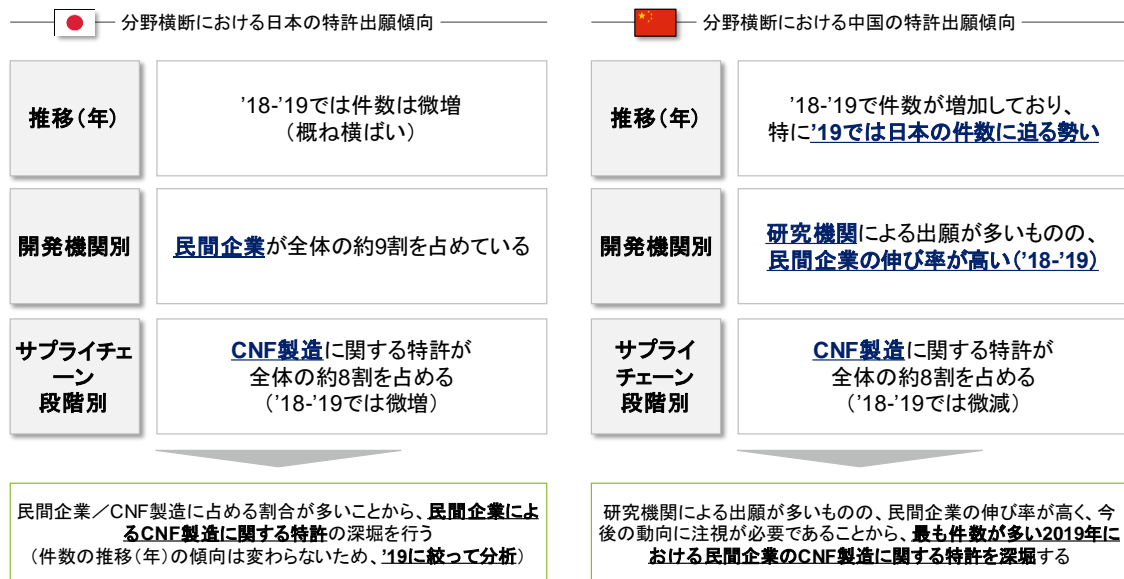 分野横断における日本の特許出願傾向
推移(年)
’18-’19では件数は微増
(概ね横ばい)
開発機関別
民間企業が全体の約9割を占めている
サプライチェ
ーン
段階別
CNF製造に関する特許が
全体の約8割を占める
(’18-’19では微増)
民間企業/CNF製造に占める割合が多いことから、民間企業によ
るCNF製造に関する特許の深堀を行う
(件数の推移(年)の傾向は変わらないため、’19に絞って分析)
分野横断における中国の特許出願傾向
推移(年)
’18-’19で件数が増加しており、
特に’19では日本の件数に迫る勢い
開発機関別
研究機関による出願が多いものの、
民間企業の伸び率が高い(’18-’19)
サプライ
チェーン
段階別
CNF製造に関する特許が
全体の約8割を占める
(’18-’19では微減)
研究機関による出願が多いものの、民間企業の伸び率が高く、今
後の動向に注視が必要であることから、最も件数が多い2019年に
おける民間企業のCNF製造に関する特許を深堀する